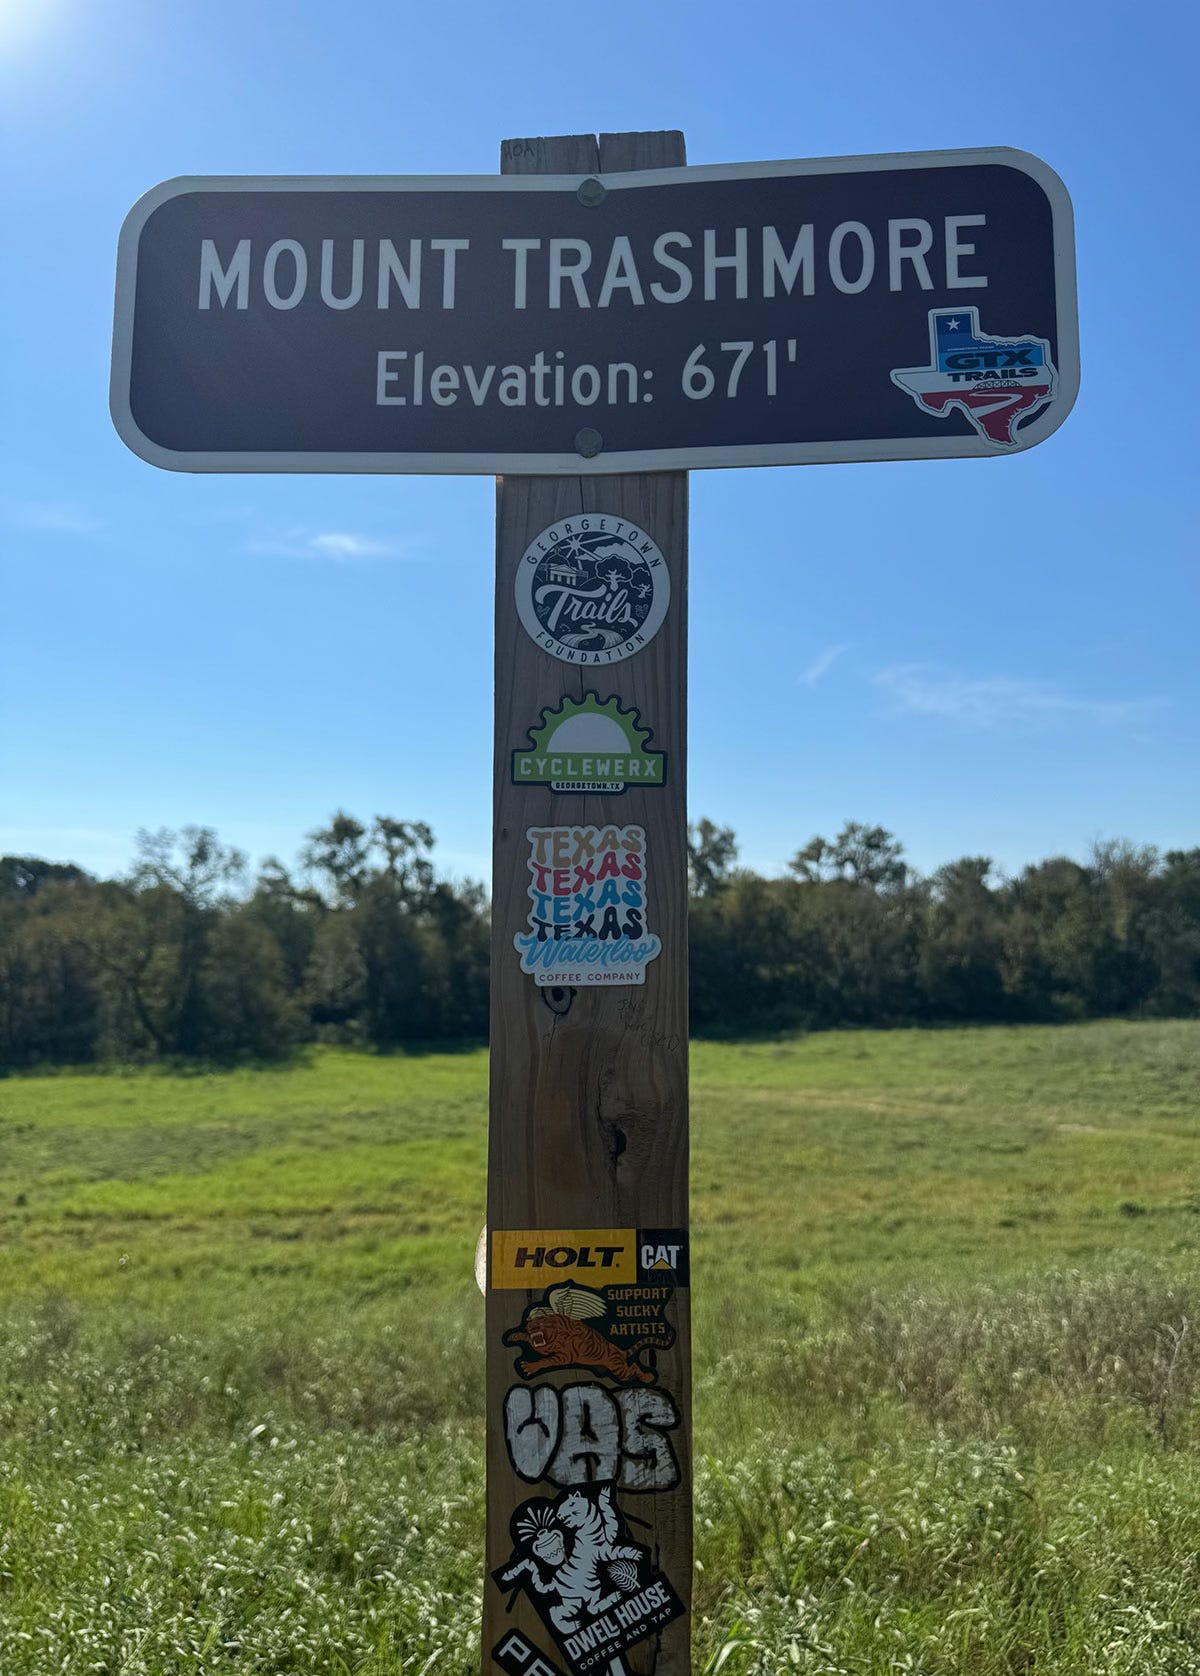 MOUNT TRASHMORE
Elevation: 671'
GTX
TRAILS
GEORGETOWN
Trails
FOUNDATION
CYCLEWERX
GEORGETOWN.TX
TEXAS
TEXAS
TEXAS
TEXAS
Waterloo
COFFEE COMPANY
HOLT. CAT
SUPPORT
SUCKY
ARTISTS
DWELL HOUSE
COFFEE AND TAP